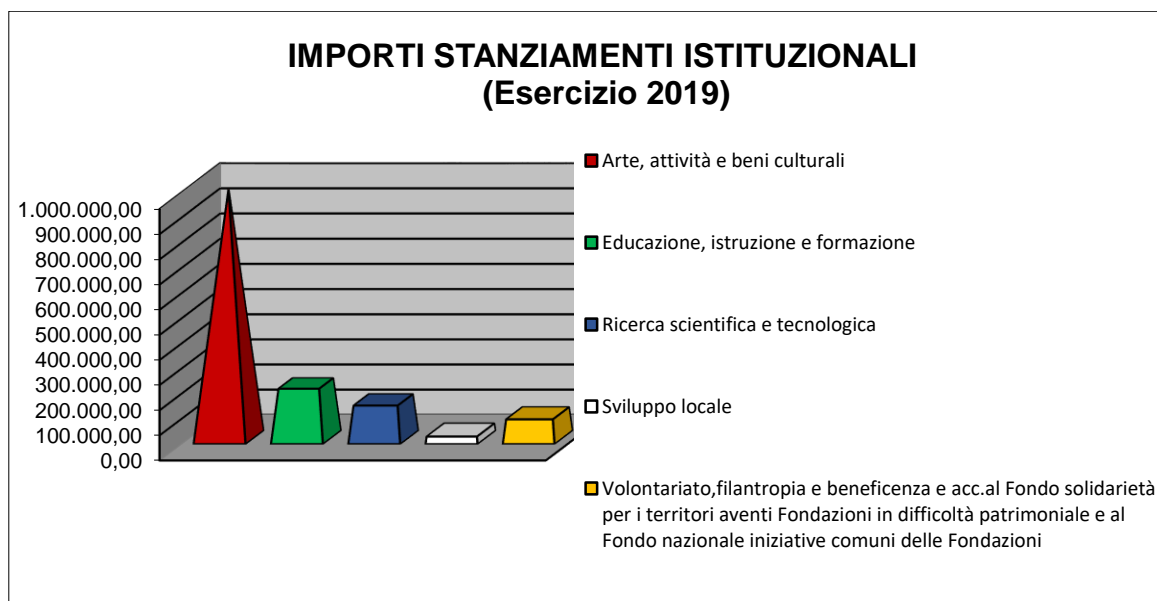 IMPORTI STANZIAMENTI ISTITUZIONALI
(Esercizio 2019)
1.000.000,00
900.000,00
800.000,00
700.000,00
600.000,00
500.000,00
400.000,00
300.000,00
200.000,00
100.000,00
0,00
Arte, attività e beni culturali
Educazione, istruzione e formazione
Ricerca scientifica e tecnologica
Sviluppo locale
Volontariato,filantropia e beneficenza e acc.al Fondo solidarietà
per i territori aventi Fondazioni in difficoltà patrimoniale e al
Fondo nazionale iniziative comuni delle Fondazioni